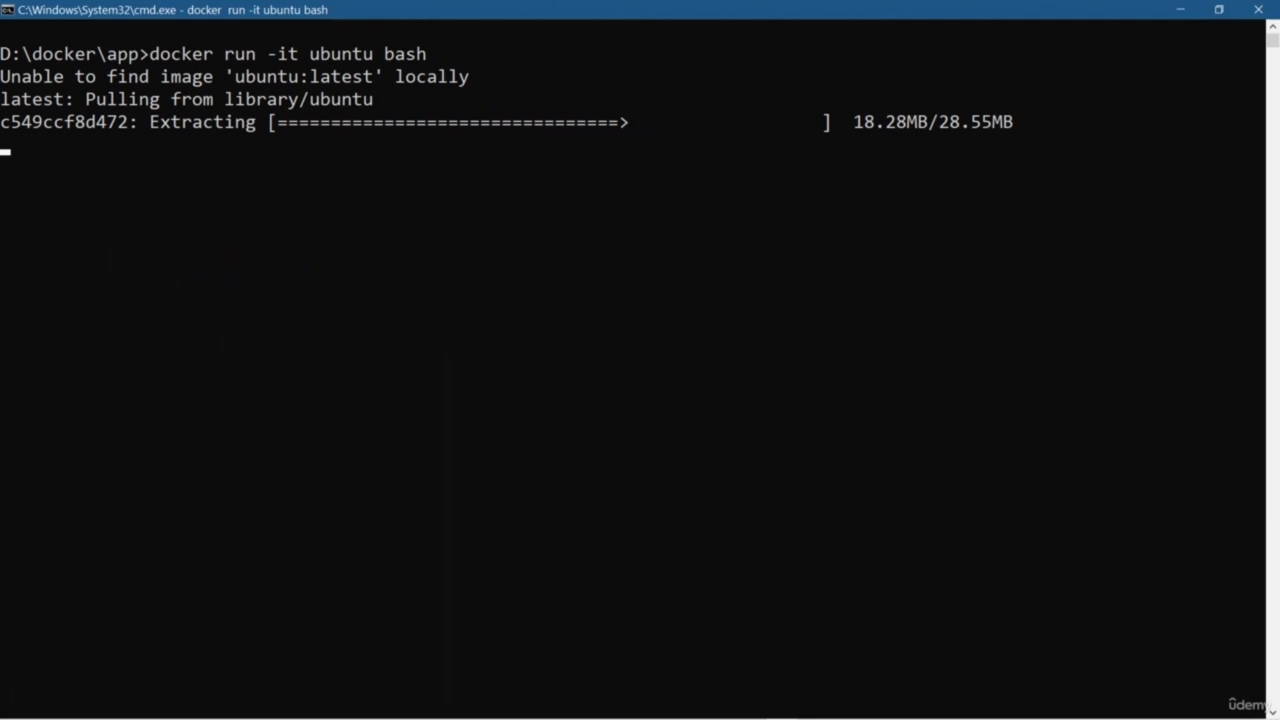 C:\Windows\System32\cmd.exe - docker run -it ubuntu bash
D:\docker\app>docker run -it ubuntu bash
Unable to find image 'ubuntu:latest' locally
latest: Pulling from library/ubuntu
c549ccf8d472: Extracting [================================>                   ]  18.28MB/28.55MB
ûdemy